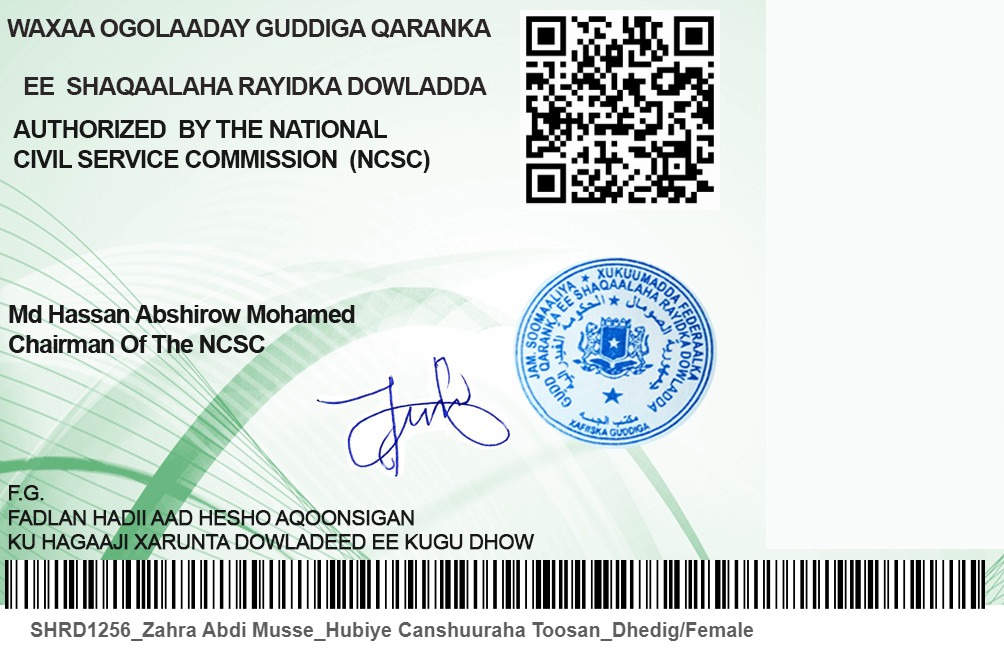 WAXAA OGOLAADAY GUDDIGA QARANKA
EE SHAQAALAHA RAYIDKA DOWLADDA
AUTHORIZED BY THE NATIONAL
CIVIL SERVICE COMMISSION (NCSC)
Md Hassan Abshirow Mohamed
Chairman Of The NCSC
JAM. SOOMAALIYA ★ XUKUUMADDA FEDERAALKA
GUDD QARANKA EE SHAQAALAHA RAYIDKA DOWLADDA
XAFIISKA GUDDIGA
F.G.
FADLAN HADII AAD HESHO AQOONSIGAN
KU HAGAAJI XARUNTA DOWLADEED EE KUGU DHOW
SHRD1256_Zahra Abdi Musse_Hubiye Canshuuraha Toosan_Dhedig/Female